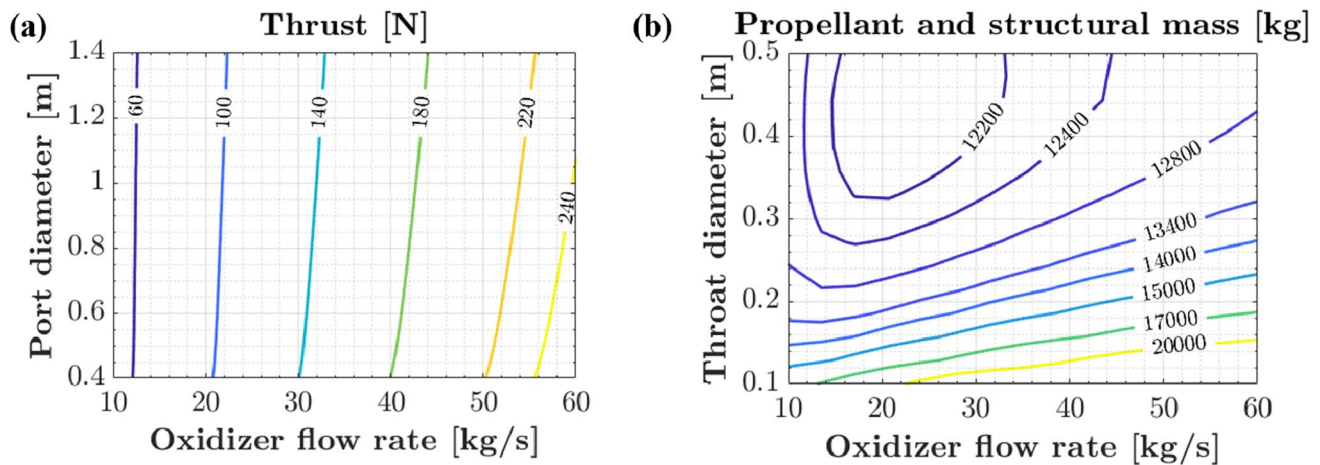 (a)
Thrust [N]
Port diameter [m]
1.4
1.2
1
0.8
0.6
0.4
60
100
140
180
220
240
10 20 30 40 50 60
Oxidizer flow rate [kg/s]
(b)
Propellant and structural mass [kg]
Throat diameter [m]
0.5
0.4
0.3
0.2
0.1
12200
12400
12800
13400
14000
15000
17000
20000
10 20 30 40 50 60
Oxidizer flow rate [kg/s]